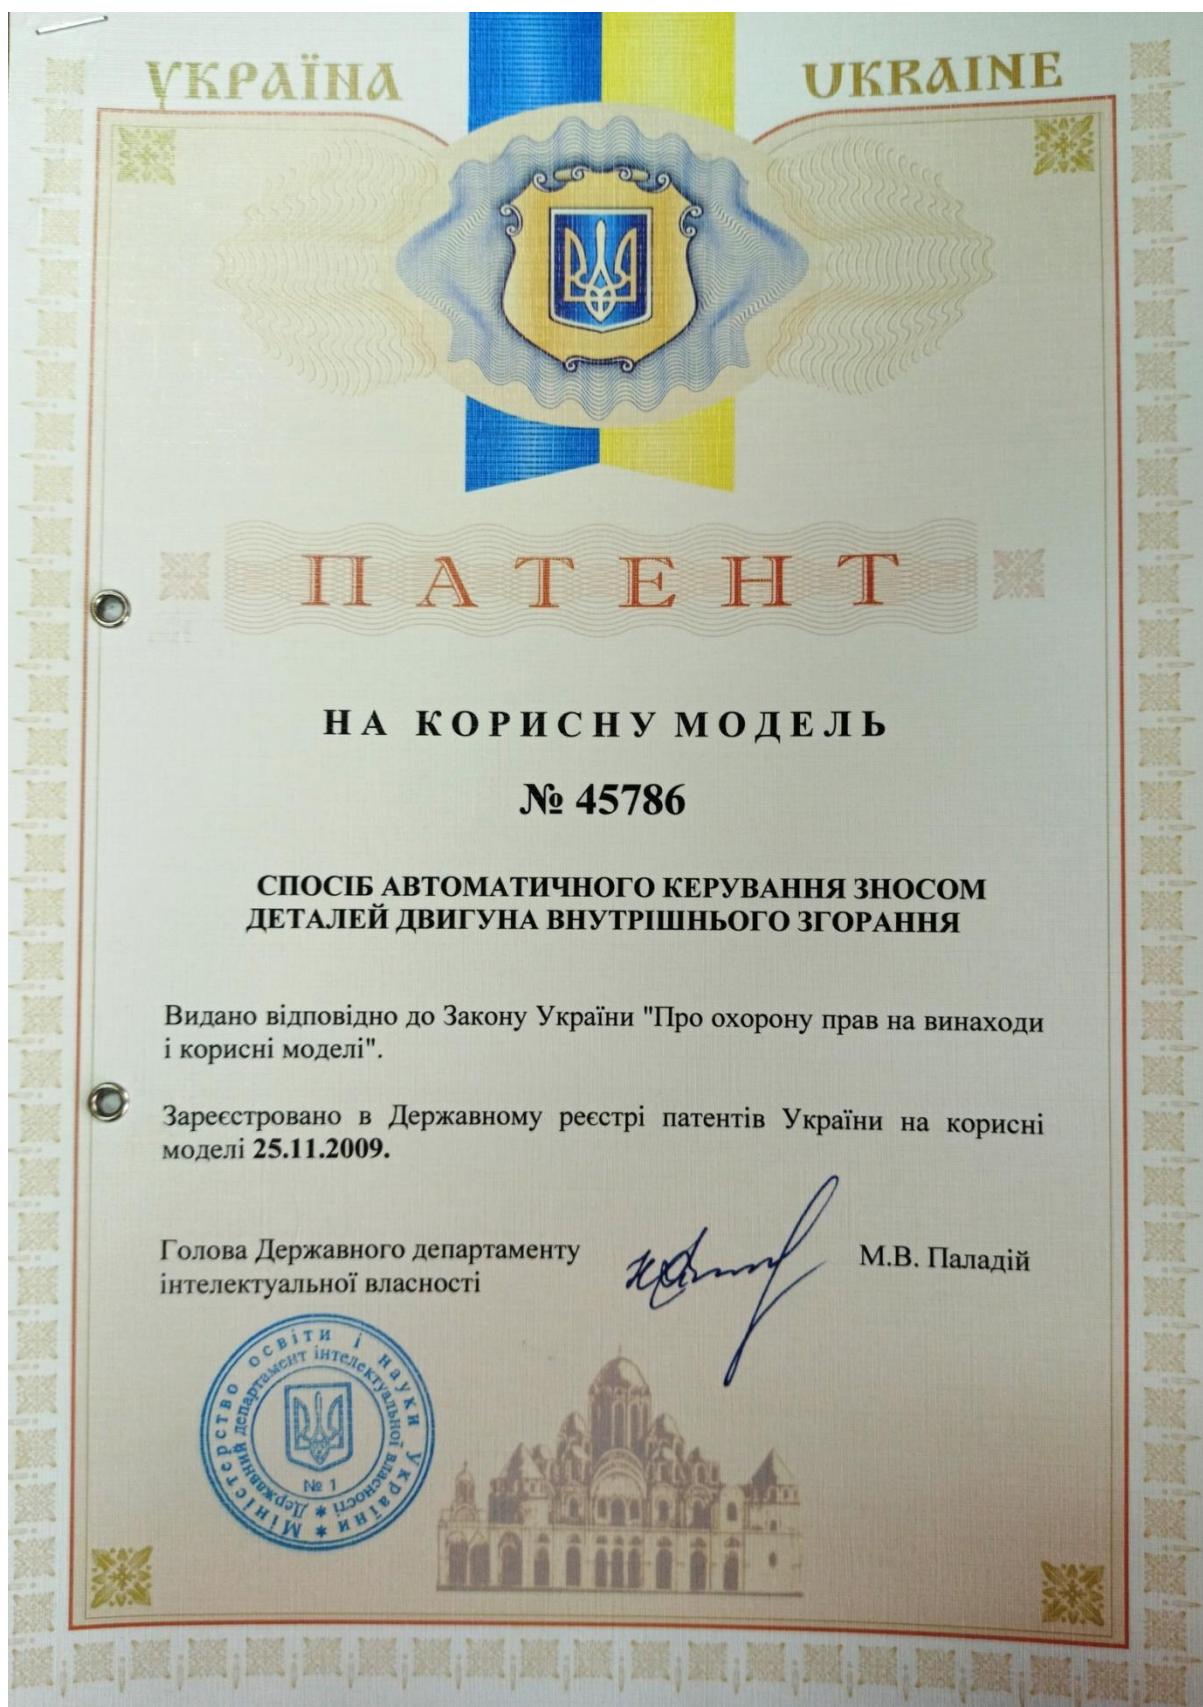 УКРАЇНА
UKRAINE
ПАТЕНТ
НА КОРИСНУ МОДЕЛЬ
№ 45786
СПОСІБ АВТОМАТИЧНОГО КЕРУВАННЯ ЗНОСОМ
ДЕТАЛЕЙ ДВИГУНА ВНУТРІШНЬОГО ЗГОРАННЯ
Видано відповідно до Закону України "Про охорону прав на винаходи
і корисні моделі".
Зареєстровано в Державному реєстрі патентів України на корисні
моделі 25.11.2009.
Голова Державного департаменту
інтелектуальної власності
М.В. Паладій
Міністерство освіти і науки України *
Державний департамент інтелектуальної власності *
№ 1